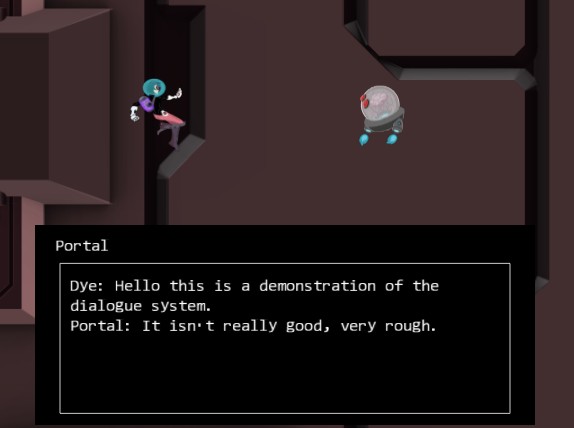 Portal
Dye: Hello this is a demonstration of the
dialogue system.
Portal: It isn't really good, very rough.